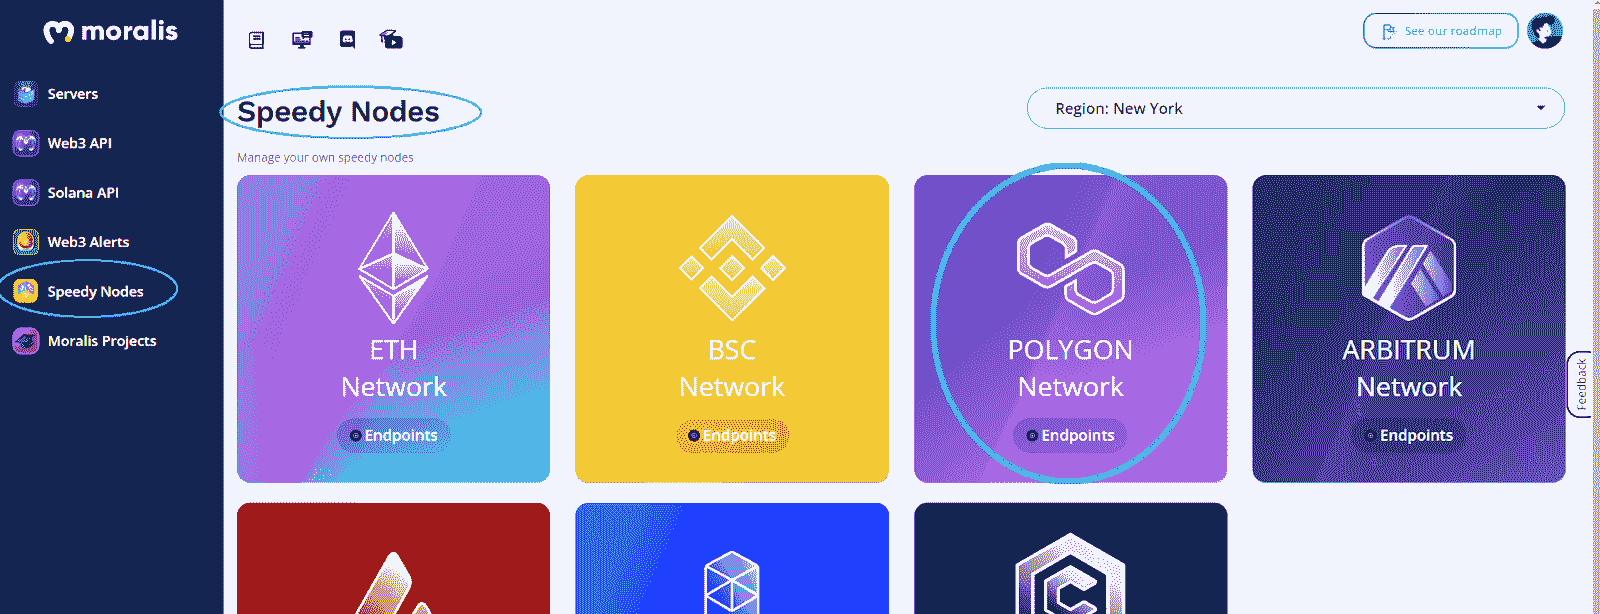 moralis
Servers
Web3 API
Solana API
Web3 Alerts
Speedy Nodes
Moralis Projects
See our roadmap
Speedy Nodes
Region: New York
Manage your own speedy nodes
ETH
Network
Endpoints
BSC
Network
Endpoints
POLYGON
Network
Endpoints
ARBITRUM
Network
Endpoints
Feedback